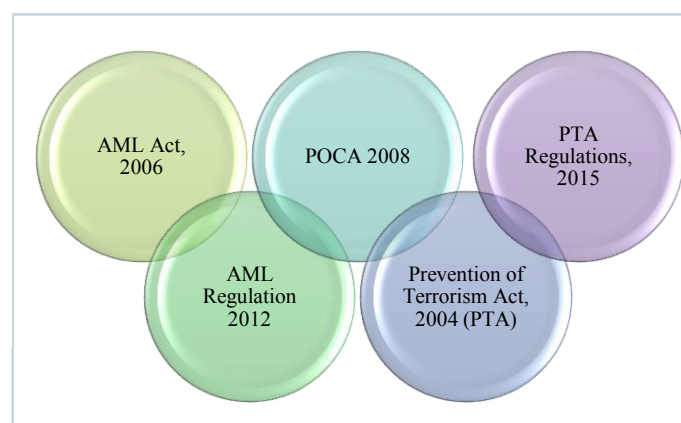 AML Act,
2006
POCA 2008
PTA
Regulations,
2015
AML
Regulation
2012
Prevention of
Terrorism Act,
2004 (PTA)